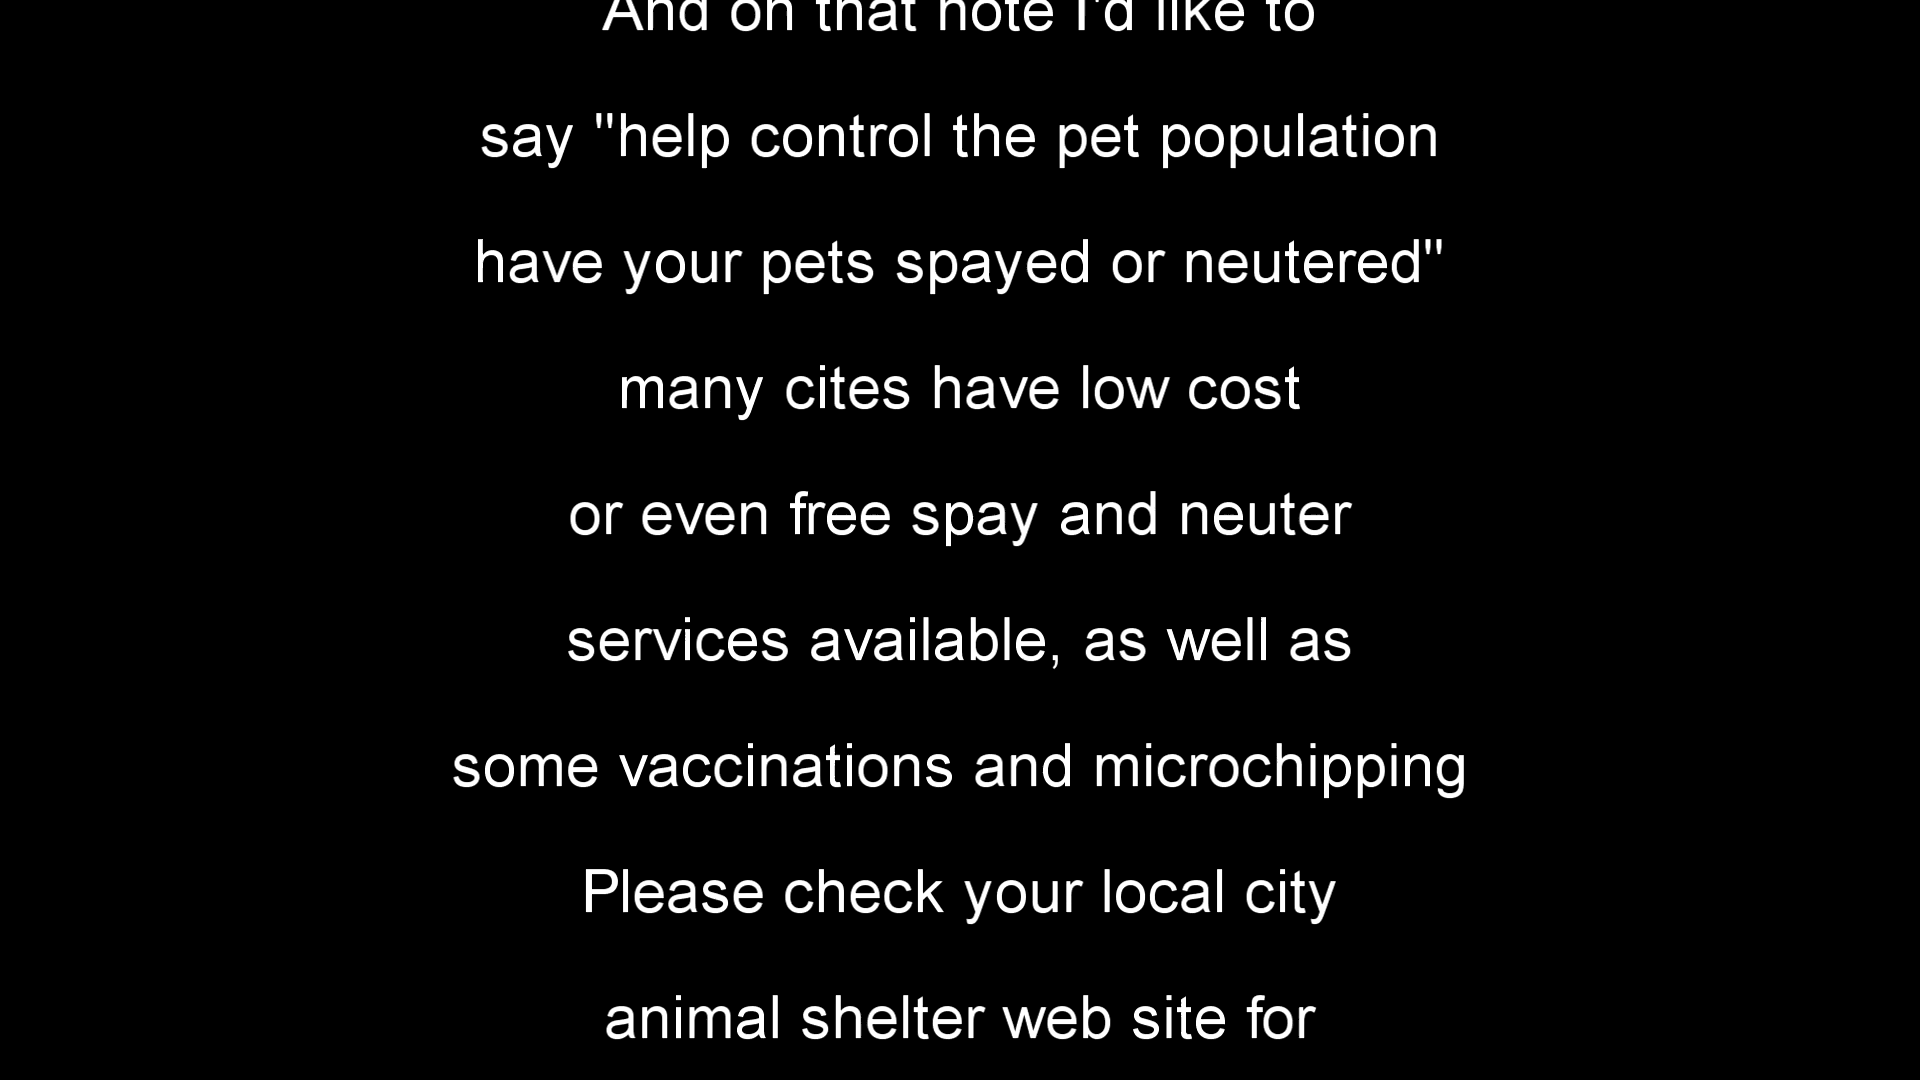 And on that note I'd like to
say "help control the pet population
have your pets spayed or neutered"
many cites have low cost
or even free spay and neuter
services available, as well as
some vaccinations and microchipping
Please check your local city
animal shelter web site for